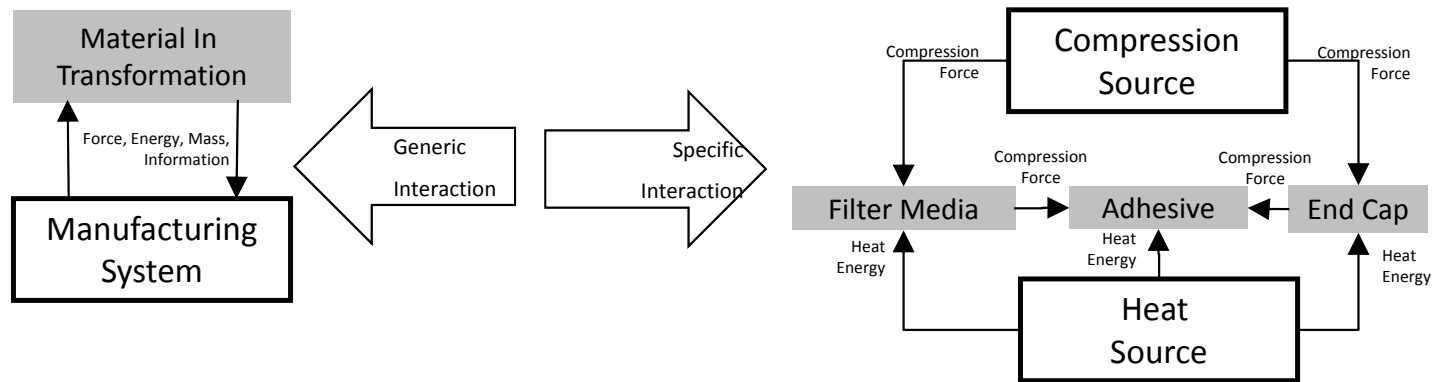 Material In
Transformation
Force, Energy, Mass,
Information
Manufacturing
System
Generic
Interaction
Specific
Interaction
Compression
Source
Compression
Force
Compression
Force
Compression
Force
Compression
Force
Filter Media
Adhesive
End Cap
Heat
Energy
Heat
Energy
Heat
Energy
Heat
Source